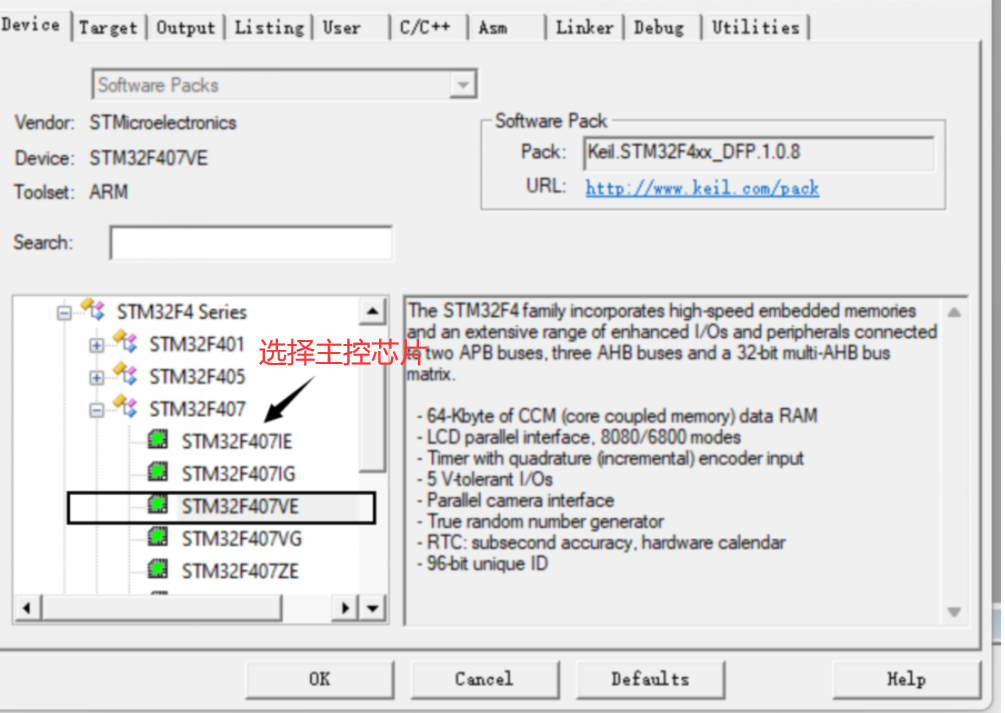 Device Target Output Listing User C/C++ Asm Linker Debug Utilities
Software Packs
Vendor: STMicroelectronics
Device: STM32F407VE
Toolset: ARM
Search:
Software Pack
Pack: Keil.STM32F4xx_DFP.1.0.8
URL: http://www.keil.com/pack
STM32F4 Series
STM32F401
STM32F405
STM32F407
STM32F407IE
STM32F407IG
STM32F407VE
STM32F407VG
STM32F407ZE
选择主控芯片
The STM32F4 family incorporates high-speed embedded memories
and an extensive range of enhanced I/Os and peripherals connected
to two APB buses, three AHB buses and a 32-bit multi-AHB bus
matrix.
- 64-Kbyte of CCM (core coupled memory) data RAM
- LCD parallel interface, 8080/6800 modes
- Timer with quadrature (incremental) encoder input
- 5 V-tolerant I/Os
- Parallel camera interface
- True random number generator
- RTC: subsecond accuracy, hardware calendar
- 96-bit unique ID
OK Cancel Defaults Help